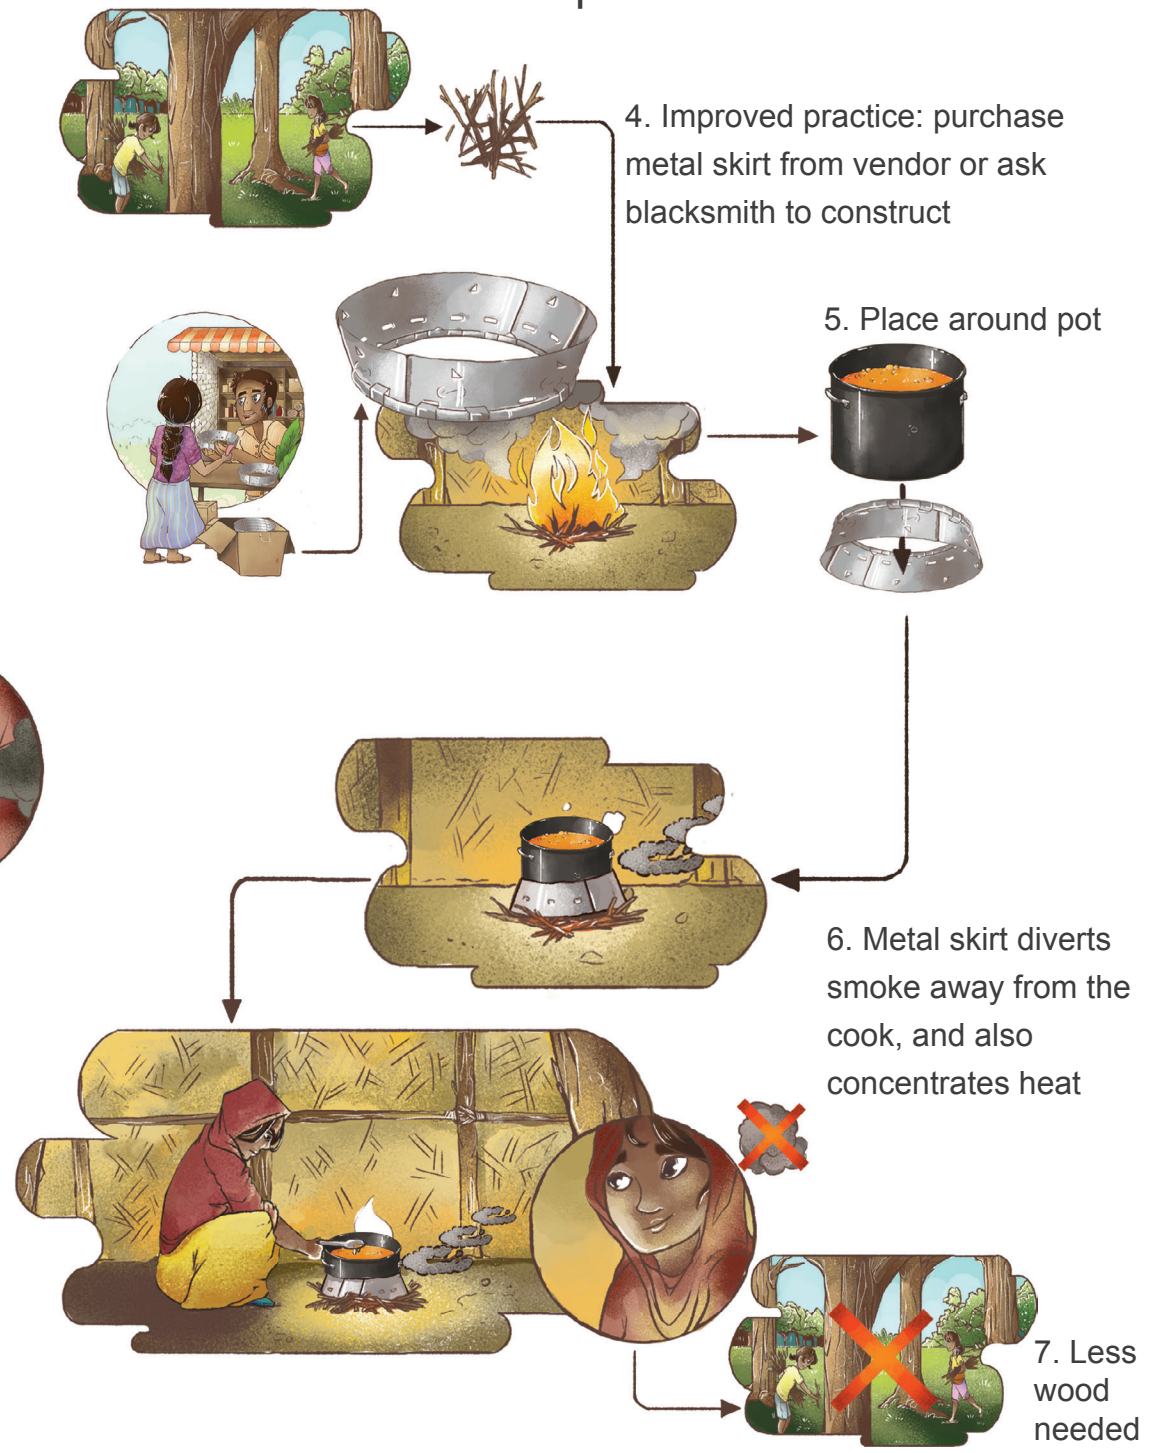 4. Improved practice: purchase
metal skirt from vendor or ask
blacksmith to construct
5. Place around pot
6. Metal skirt diverts
smoke away from the
cook, and also
concentrates heat
7. Less
wood
needed